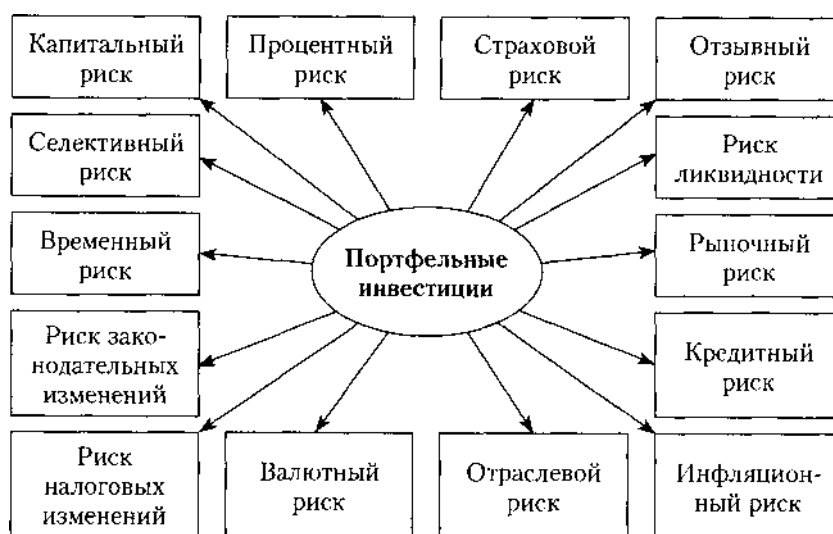 Капитальный
риск
Процентный
риск
Страховой
риск
Отзывный
риск
Селективный
риск
Риск
ликвидности
Временный
риск
Портфельные
инвестиции
Рыночный
риск
Риск зако-
нодательных
изменений
Кредитный
риск
Риск
налоговых
изменений
Валютный
риск
Отраслевой
риск
Инфляцион-
ный риск